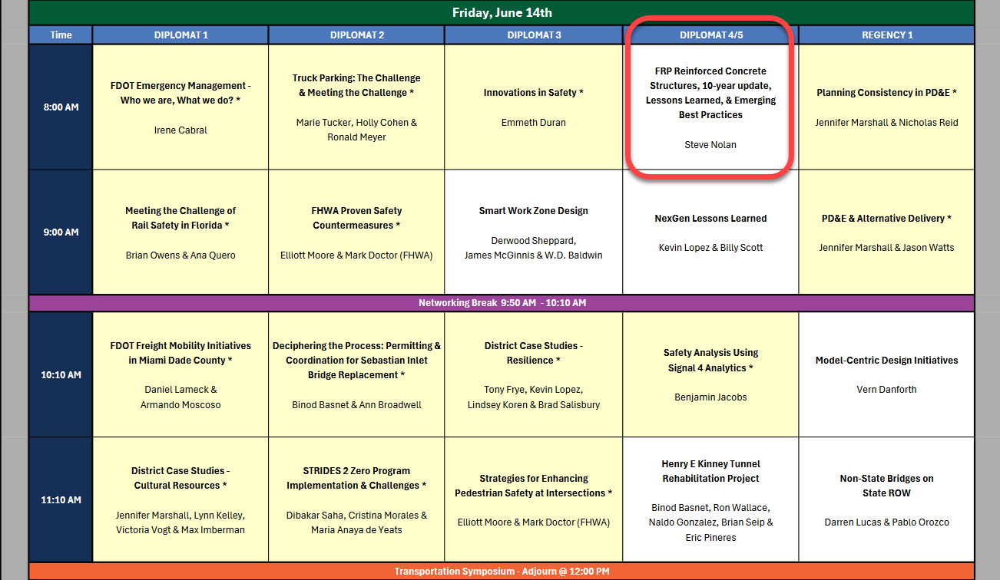 Friday, June 14th
Time
DIPLOMAT 1
DIPLOMAT 2
DIPLOMAT 3
DIPLOMAT 4/5
REGENCY 1
8:00 AM
FDOT Emergency Management -
Who we are, What we do? *
Irene Cabral
Truck Parking: The Challenge
& Meeting the Challenge *
Marie Tucker, Holly Cohen &
Ronald Meyer
Innovations in Safety *
Emmeth Duran
FRP Reinforced Concrete
Structures, 10-year update,
Lessons Learned, & Emerging
Best Practices
Steve Nolan
Planning Consistency in PD&E *
Jennifer Marshall & Nicholas Reid
9:00 AM
Meeting the Challenge of
Rail Safety in Florida *
Brian Owens & Ana Quero
FHWA Proven Safety
Countermeasures *
Elliott Moore & Mark Doctor (FHWA)
Smart Work Zone Design
Derwood Sheppard,
James McGinnis & W.D. Baldwin
NexGen Lessons Learned
Kevin Lopez & Billy Scott
PD&E & Alternative Delivery *
Jennifer Marshall & Jason Watts
Networking Break 9:50 AM - 10:10 AM
10:10 AM
FDOT Freight Mobility Initiatives
in Miami Dade County *
Daniel Lameck &
Armando Moscoso
Deciphering the Process: Permitting &
Coordination for Sebastian Inlet
Bridge Replacement *
Binod Basnet & Ann Broadwell
District Case Studies -
Resilience *
Tony Frye, Kevin Lopez,
Lindsey Koren & Brad Salisbury
Safety Analysis Using
Signal 4 Analytics *
Benjamin Jacobs
Model-Centric Design Initiatives
Vern Danforth
11:10 AM
District Case Studies -
Cultural Resources *
Jennifer Marshall, Lynn Kelley,
Victoria Vogt & Max Imberman
STRIDES 2 Zero Program
Implementation & Challenges *
Dibakar Saha, Cristina Morales &
Maria Anaya de Yeats
Strategies for Enhancing
Pedestrian Safety at Intersections *
Elliott Moore & Mark Doctor (FHWA)
Henry E Kinney Tunnel
Rehabilitation Project
Binod Basnet, Ron Wallace,
Naldo Gonzalez, Brian Seip &
Eric Pineres
Non-State Bridges on
State ROW
Darren Lucas & Pablo Orozco
Transportation Symposium - Adjourn @ 12:00 PM